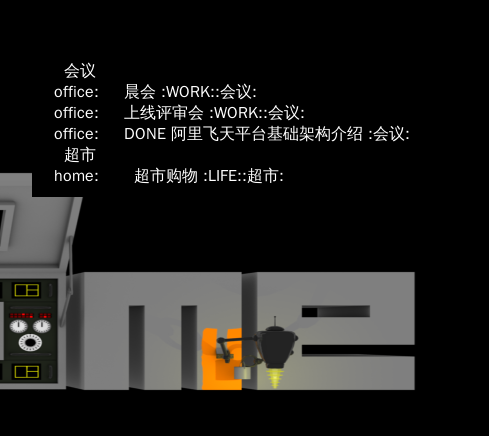 会议
office: 晨会 :WORK::会议:
office: 上线评审会 :WORK::会议:
office: DONE 阿里飞天平台基础架构介绍 :会议:
超市
home: 超市购物 :LIFE::超市: